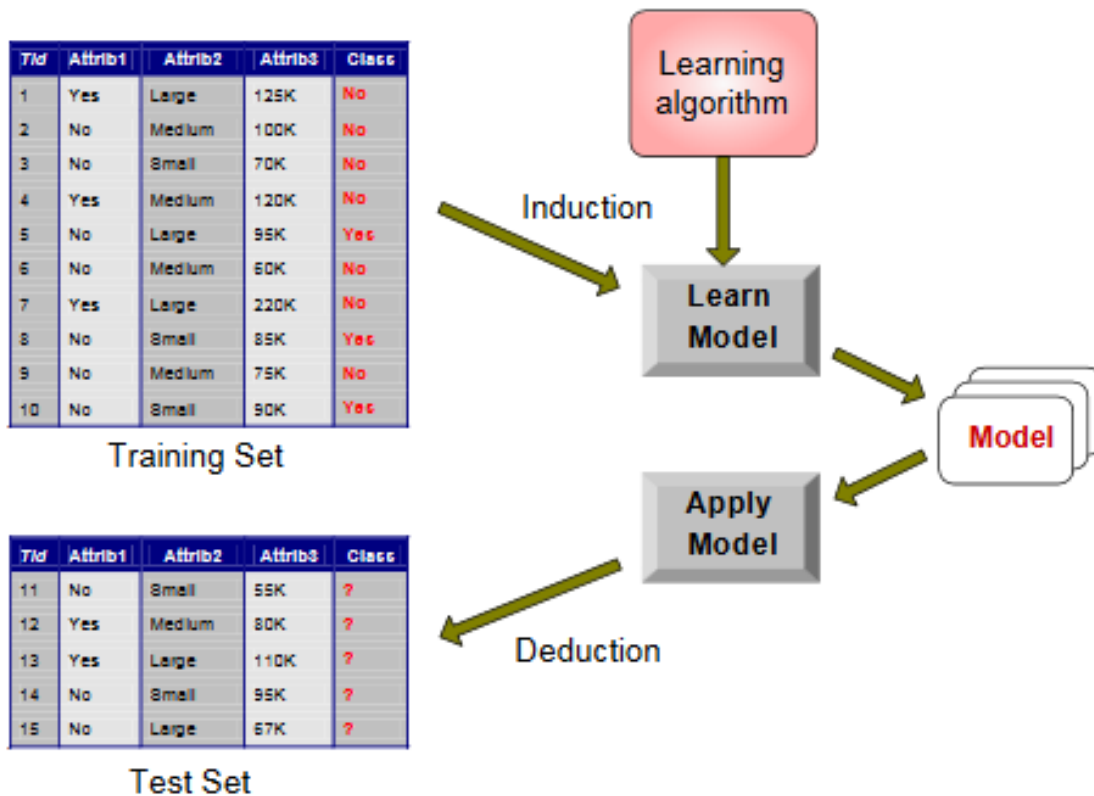 Tid Attrib1 Attrib2 Attrib3 Class
1 Yes Large 125K No
2 No Medium 100K No
3 No Small 70K No
4 Yes Medium 120K No
5 No Large 95K Yes
6 No Medium 60K No
7 Yes Large 220K No
8 No Small 85K Yes
9 No Medium 75K No
10 No Small 90K Yes
Training Set
Learning
algorithm
Induction
Learn
Model
Model
Apply
Model
Deduction
Tid Attrib1 Attrib2 Attrib3 Class
11 No Small 55K ?
12 Yes Medium 80K ?
13 Yes Large 110K ?
14 No Small 95K ?
15 No Large 67K ?
Test Set